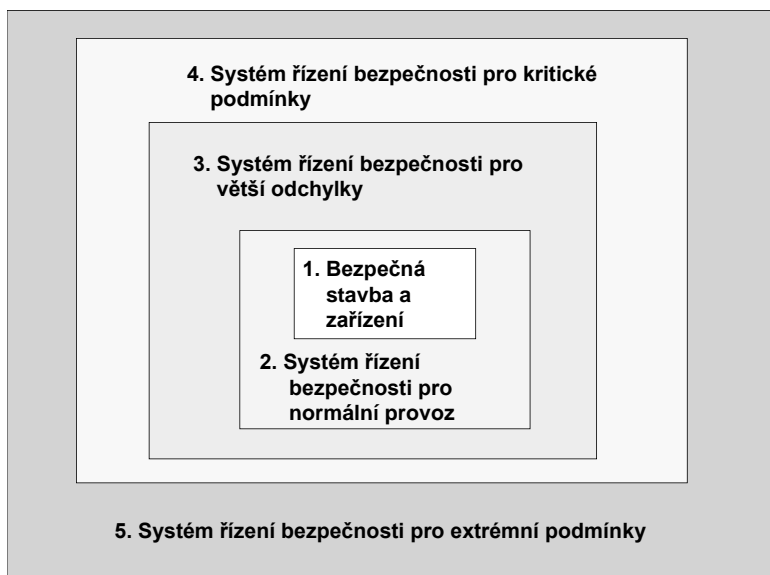 4. Systém řízení bezpečnosti pro kritické
podmínky
3. Systém řízení bezpečnosti pro
větší odchylky
1. Bezpečná
stavba a
zařízení
2. Systém řízení
bezpečnosti pro
normální provoz
5. Systém řízení bezpečnosti pro extrémní podmínky